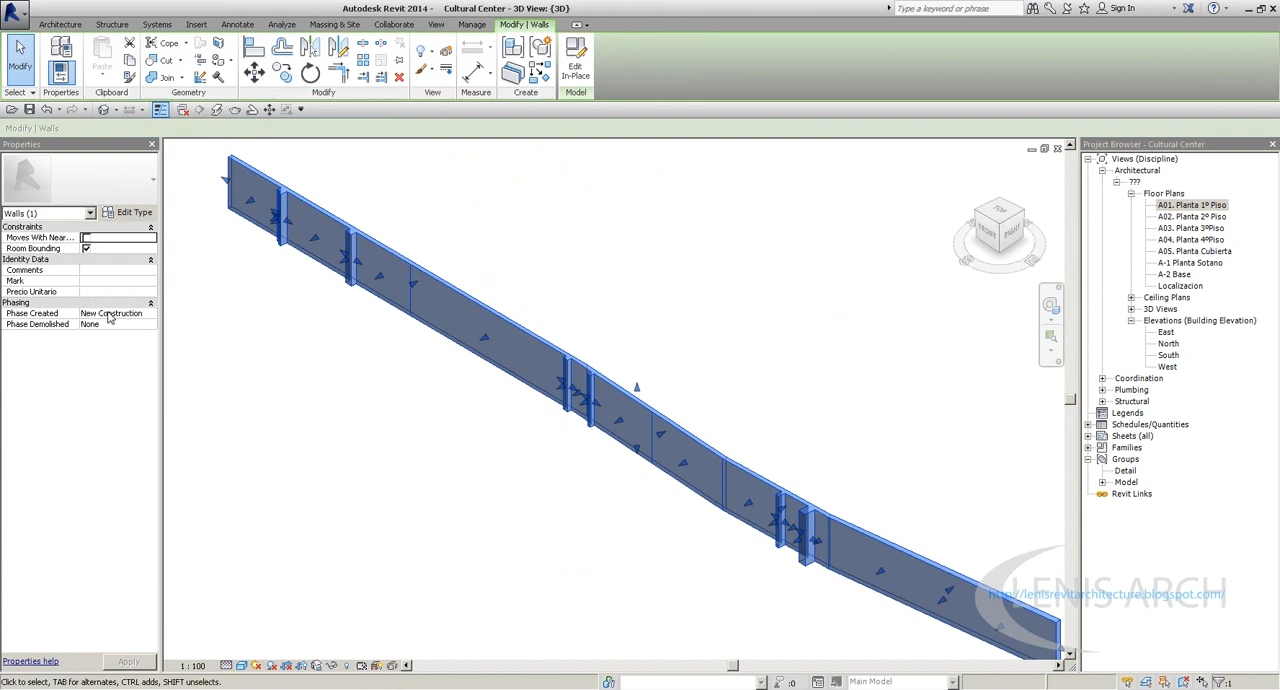 Autodesk Revit 2014 - Cultural Center - 3D View: {3D}
Type a keyword or phrase
Sign In
Architecture Structure Systems Insert Annotate Analyze Massing & Site Collaborate View Manage Modify | Walls
Modify
Paste
Cope
Cut
Join
Edit
In-Place
Select Properties Clipboard Geometry Modify View Measure Create Model
Modify | Walls
Properties
Walls (1)
Edit Type
Constraints
Moves With Near...
Room Bounding
Identity Data
Comments
Mark
Precio Unitario
Phasing
Phase Created New Construction
Phase Demolished None
Properties help
Apply
TOP
FRONT
RIGHT
Project Browser - Cultural Center
Views (Discipline)
Architectural
???
Floor Plans
A01. Planta 1º Piso
A02. Planta 2º Piso
A03. Planta 3ºPiso
A04. Planta 4ºPiso
A05. Planta Cubierta
A-1 Planta Sotano
A-2 Base
Localizacion
Ceiling Plans
3D Views
Elevations (Building Elevation)
East
North
South
West
Coordination
Plumbing
Structural
Legends
Schedules/Quantities
Sheets (all)
Families
Groups
Detail
Model
Revit Links
LENIS ARCH
http://lenisrevitarchitecture.blogspot.com/
1 : 100
Click to select, TAB for alternates, CTRL adds, SHIFT unselects.
:0
Main Model
:1